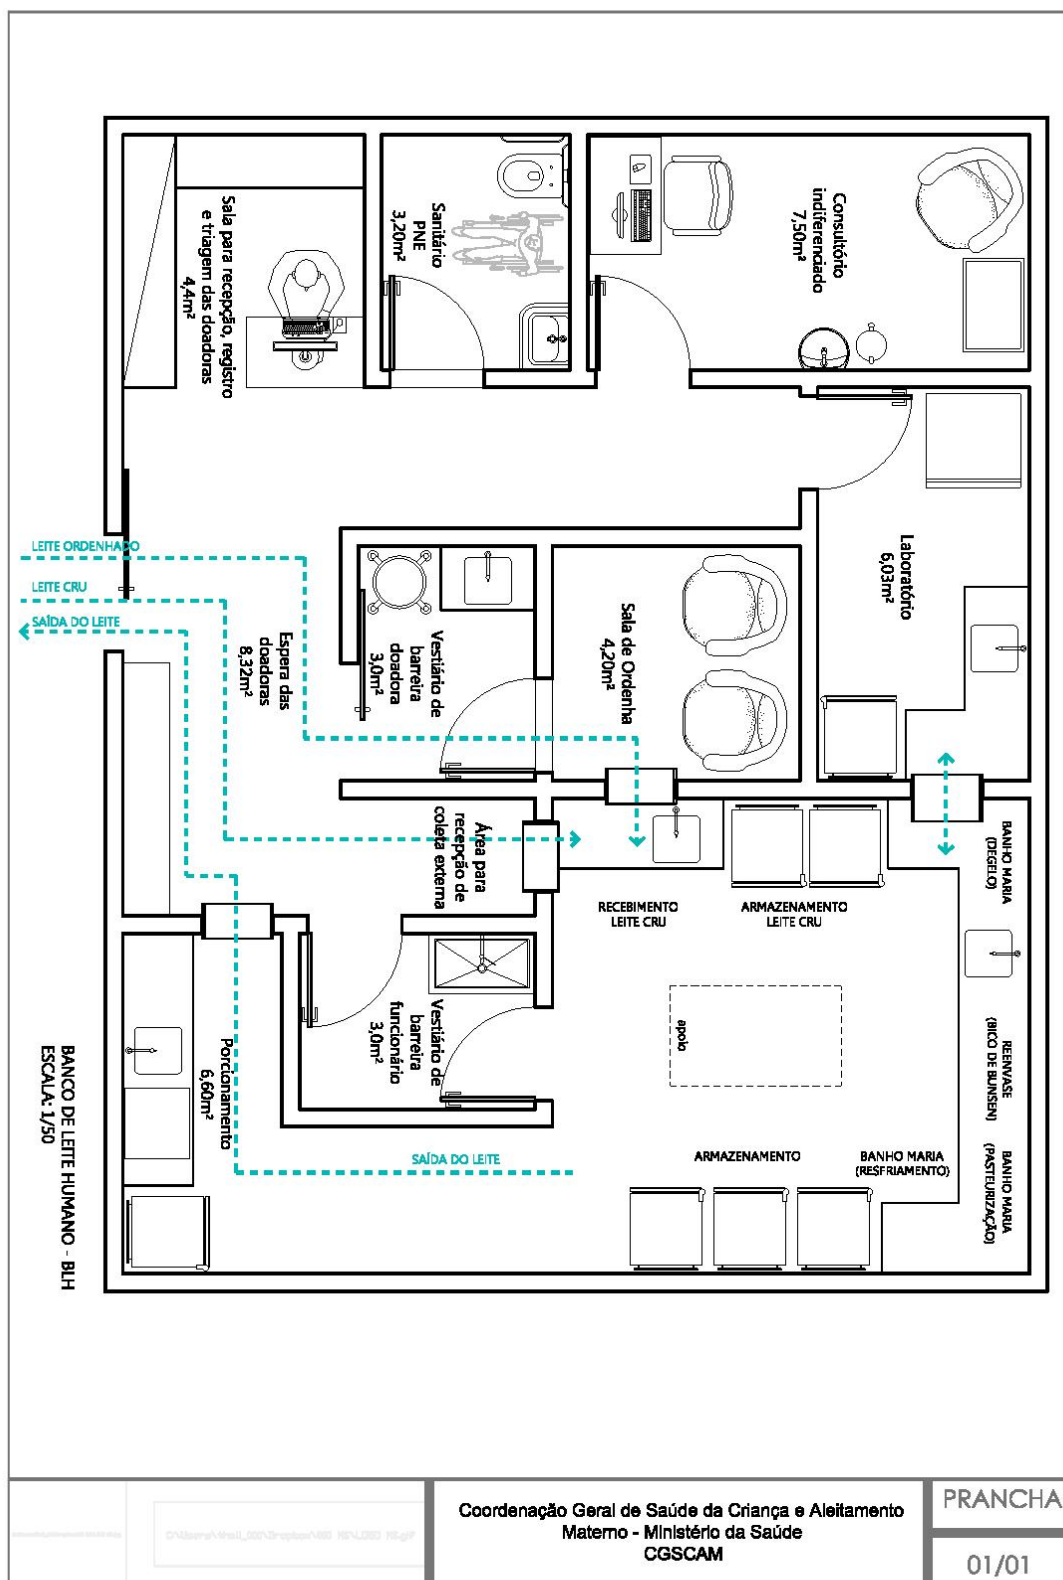 Sala para recepção, registro
e triagem das doadoras
4,4m²
Sanitário
PNE
3,20m²
Consultório
indiferenciado
7,50m²
Laboratório
6,03m²
LEITE ORDENHADO
LEITE CRU
SAÍDA DO LEITE
Espera das
doadoras
8,32m²
Vestiário de
barreira
doadora
3,0m²
Sala de Ordenha
4,20m²
Área para
recepção de
coleta externa
RECEBIMENTO
LEITE CRU
ARMAZENAMENTO
LEITE CRU
BANHO MARIA
(DEGELO)
REENVASE
(BICO DE BUNSEN)
BANHO MARIA
(PASTEURIZAÇÃO)
apoio
Vestiário de
barreira
funcionário
3,0m²
Porcionamento
6,60m²
SAÍDA DO LEITE
ARMAZENAMENTO
BANHO MARIA
(RESFRIAMENTO)
BANCO DE LEITE HUMANO - BLH
ESCALA: 1/50
Coordenação Geral de Saúde da Criança e Aleitamento
Materno - Ministério da Saúde
CGSCAM
PRANCHA
01/01